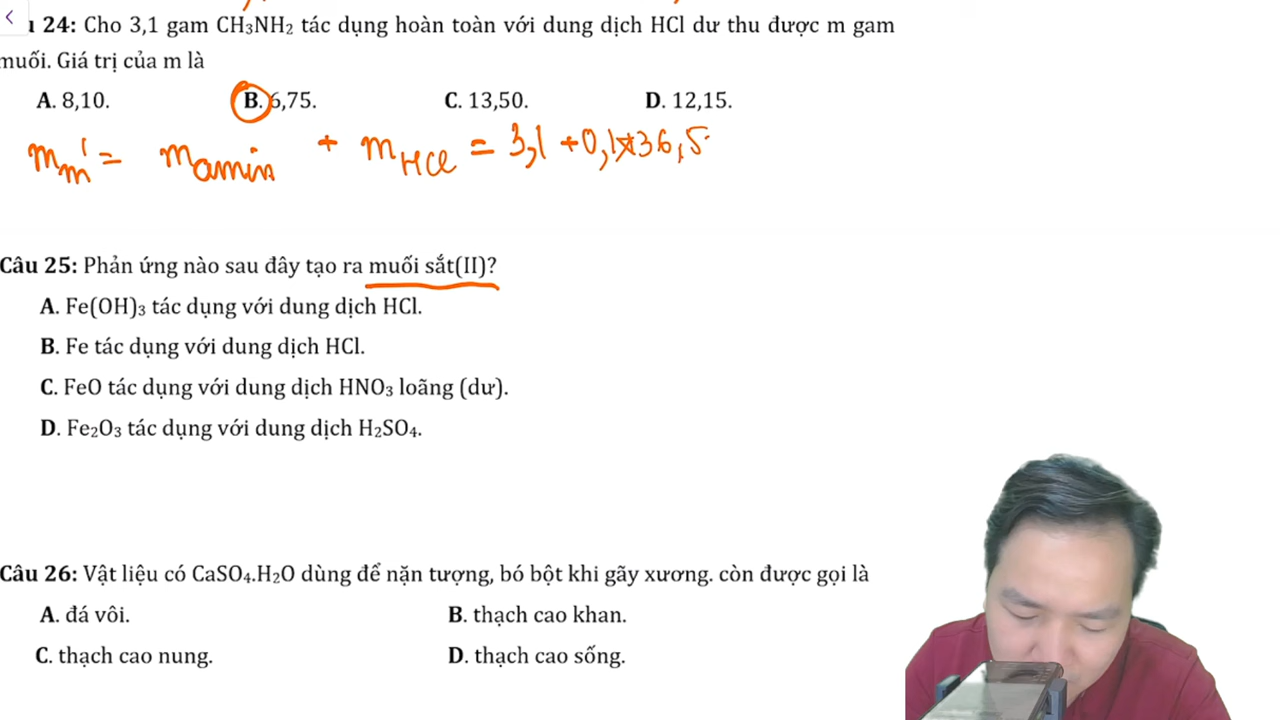 24: Cho 3,1 gam CH₃NH₂ tác dụng hoàn toàn với dung dịch HCl dư thu được m gam
muối. Giá trị của m là
A. 8,10. B. 6,75. C. 13,50. D. 12,15.
mm' = mamin + mHCl = 3,1 + 0,1*36,5
Câu 25: Phản ứng nào sau đây tạo ra muối sắt(II)?
A. Fe(OH)₃ tác dụng với dung dịch HCl.
B. Fe tác dụng với dung dịch HCl.
C. FeO tác dụng với dung dịch HNO₃ loãng (dư).
D. Fe₂O₃ tác dụng với dung dịch H₂SO₄.
Câu 26: Vật liệu có CaSO₄.H₂O dùng để nặn tượng, bó bột khi gãy xương. còn được gọi là
A. đá vôi. B. thạch cao khan.
C. thạch cao nung. D. thạch cao sống.